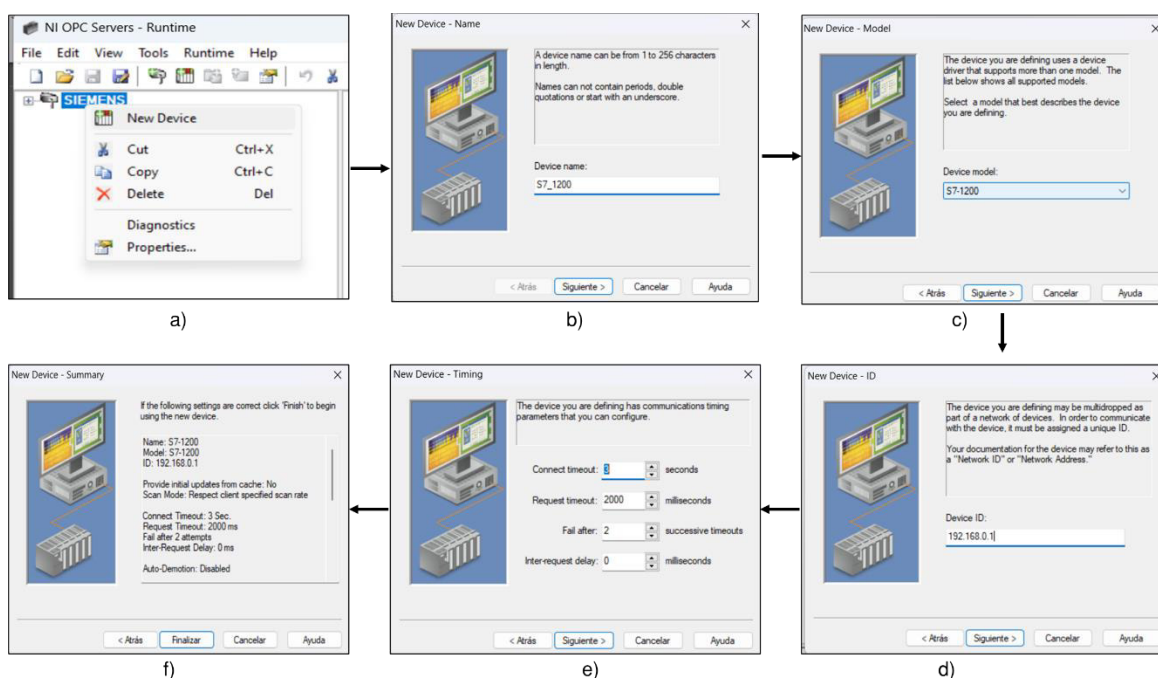 NI OPC Servers - Runtime
File Edit View Tools Runtime Help
SIEMENS
New Device
Cut Ctrl+X
Copy Ctrl+C
Delete Del
Diagnostics
Properties...
a)
New Device - Name
A device name can be from 1 to 256 characters
in length.
Names can not contain periods, double
quotations or start with an underscore.
Device name:
S7_1200
< Atrás Siguiente > Cancelar Ayuda
b)
New Device - Model
The device you are defining uses a device
driver that supports more than one model. The
list below shows all supported models.
Select a model that best describes the device
you are defining.
Device model:
S7-1200
< Atrás Siguiente > Cancelar Ayuda
c)
New Device - ID
The device you are defining may be multidropped as
part of a network of devices. In order to communicate
with the device, it must be assigned a unique ID.
Your documentation for the device may refer to this as
a "Network ID" or "Network Address."
Device ID:
192.168.0.1
< Atrás Siguiente > Cancelar Ayuda
d)
New Device - Timing
The device you are defining has communications timing
parameters that you can configure.
Connect timeout: 3 seconds
Request timeout: 2000 milliseconds
Fail after: 2 successive timeouts
Inter-request delay: 0 milliseconds
< Atrás Siguiente > Cancelar Ayuda
e)
New Device - Summary
If the following settings are correct click 'Finish' to begin
using the new device.
Name: S7-1200
Model: S7-1200
ID: 192.168.0.1
Provide initial updates from cache: No
Scan Mode: Respect client specified scan rate
Connect Timeout: 3 Sec.
Request Timeout: 2000 ms
Fail after 2 attempts
Inter-Request Delay: 0 ms
Auto-Demotion: Disabled
< Atrás Finalizar Cancelar Ayuda
f)